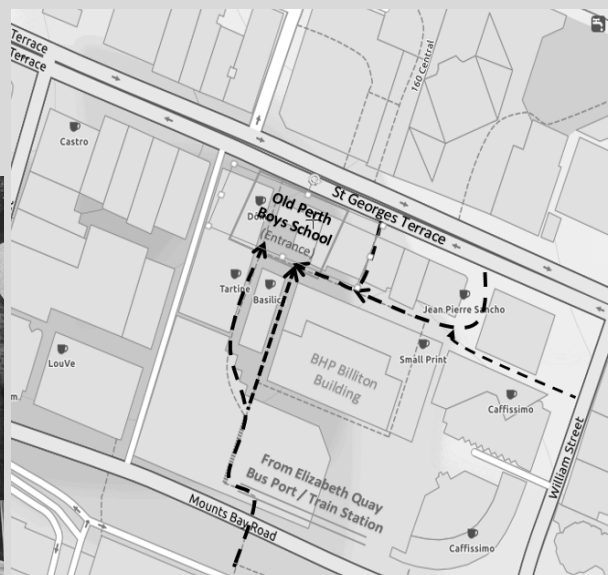 Terrace
Terrace
160 Central
Castro
St Georges Terrace
Old Perth
Boys School
(Entrance
Tartine
Basilic
Jean Pierre Sancho
LouVe
BHP Billiton
Building
Small Print
Caffissimo
William Street
From Elizabeth Quay
Bus Port / Train Station
Mounts Bay Road
Caffissimo